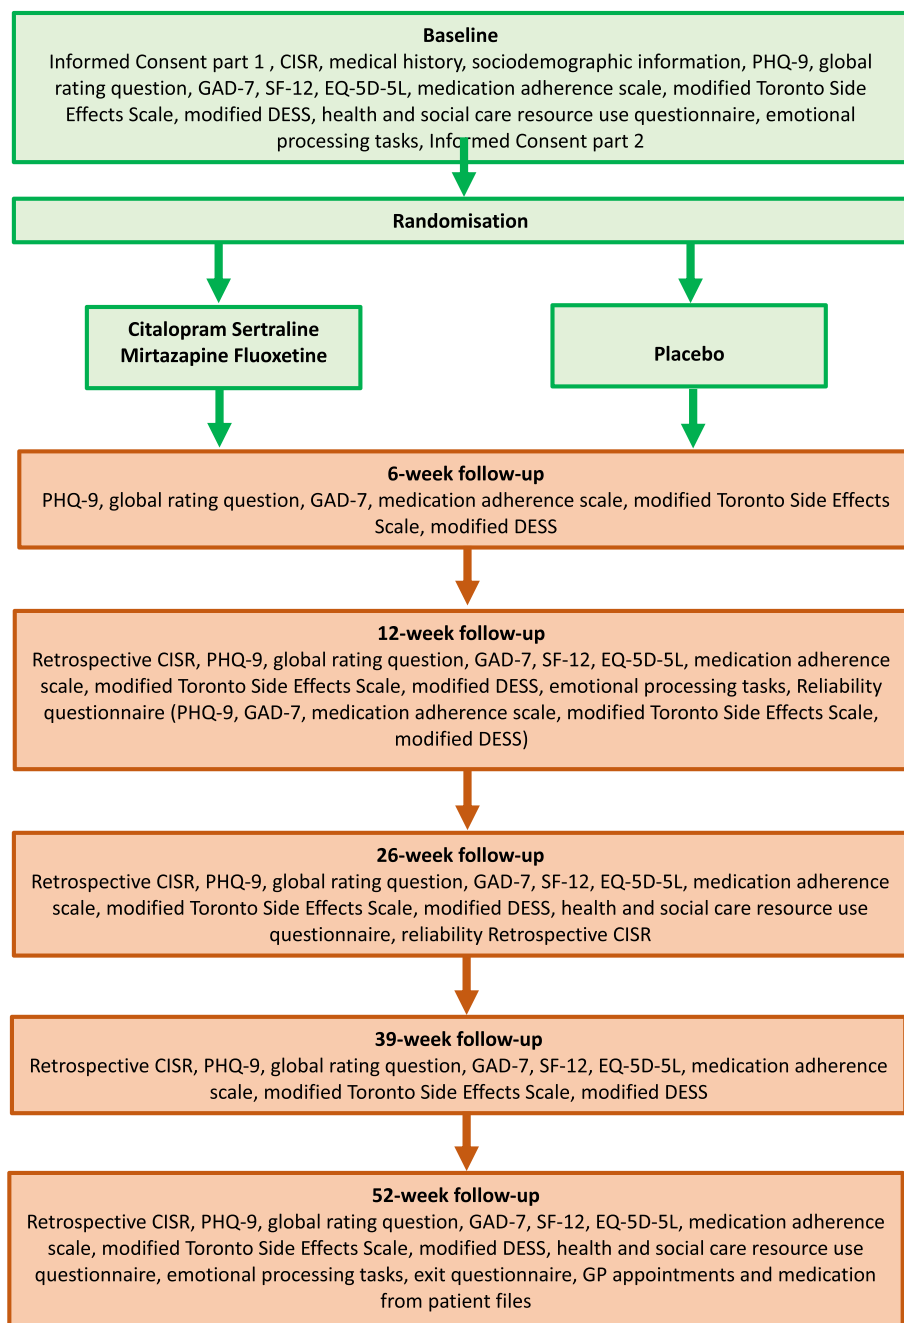 Baseline
Informed Consent part 1 , CISR, medical history, sociodemographic information, PHQ-9, global
rating question, GAD-7, SF-12, EQ-5D-5L, medication adherence scale, modified Toronto Side
Effects Scale, modified DESS, health and social care resource use questionnaire, emotional
processing tasks, Informed Consent part 2
Randomisation
Citalopram Sertraline
Mirtazapine Fluoxetine
Placebo
6-week follow-up
PHQ-9, global rating question, GAD-7, medication adherence scale, modified Toronto Side Effects
Scale, modified DESS
12-week follow-up
Retrospective CISR, PHQ-9, global rating question, GAD-7, SF-12, EQ-5D-5L, medication adherence
scale, modified Toronto Side Effects Scale, modified DESS, emotional processing tasks, Reliability
questionnaire (PHQ-9, GAD-7, medication adherence scale, modified Toronto Side Effects Scale,
modified DESS)
26-week follow-up
Retrospective CISR, PHQ-9, global rating question, GAD-7, SF-12, EQ-5D-5L, medication adherence
scale, modified Toronto Side Effects Scale, modified DESS, health and social care resource use
questionnaire, reliability Retrospective CISR
39-week follow-up
Retrospective CISR, PHQ-9, global rating question, GAD-7, SF-12, EQ-5D-5L, medication adherence
scale, modified Toronto Side Effects Scale, modified DESS
52-week follow-up
Retrospective CISR, PHQ-9, global rating question, GAD-7, SF-12, EQ-5D-5L, medication adherence
scale, modified Toronto Side Effects Scale, modified DESS, health and social care resource use
questionnaire, emotional processing tasks, exit questionnaire, GP appointments and medication
from patient files